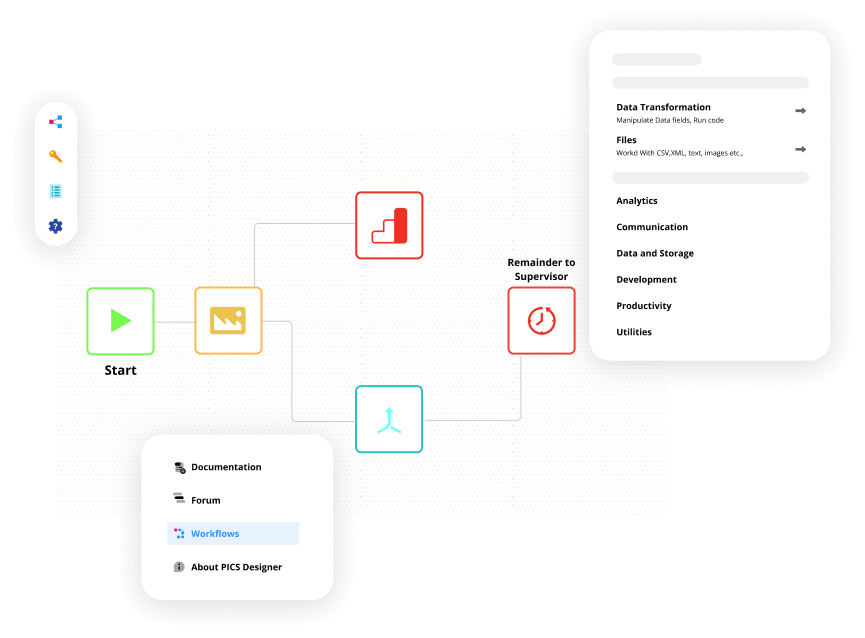 Data Transformation
Manipulate Data fields, Run code
Files
Workd With CSV,XML, text, images etc.,
Analytics
Communication
Data and Storage
Development
Productivity
Utilities
Remainder to
Supervisor
Start
Documentation
Forum
Workflows
About PICS Designer